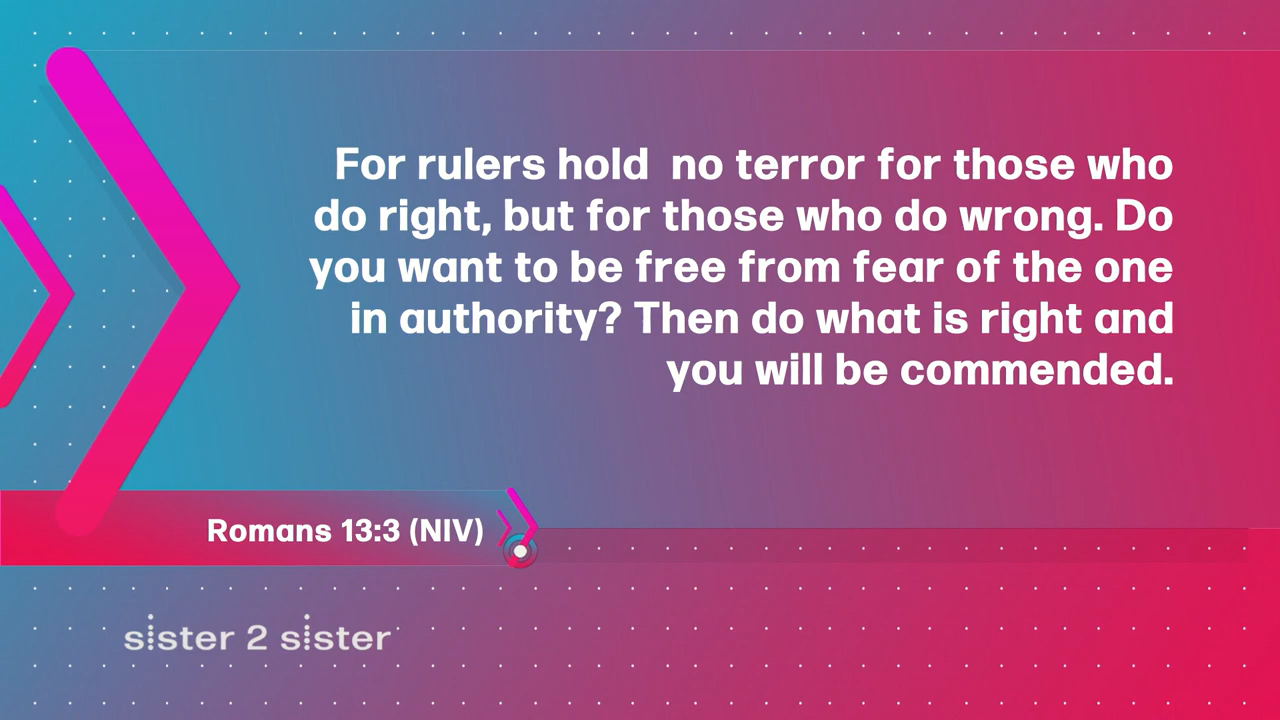 For rulers hold  no terror for those who
do right, but for those who do wrong. Do
you want to be free from fear of the one
in authority? Then do what is right and
you will be commended.
Romans 13:3 (NIV)
sister 2 sister